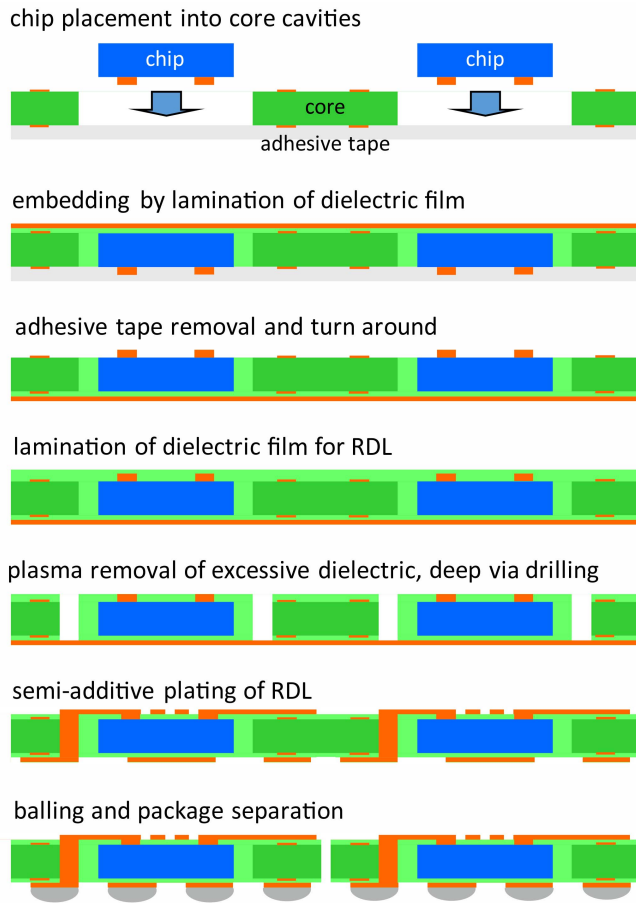 chip placement into core cavities
chip chip
core
adhesive tape
embedding by lamination of dielectric film
adhesive tape removal and turn around
lamination of dielectric film for RDL
plasma removal of excessive dielectric, deep via drilling
semi-additive plating of RDL
balling and package separation